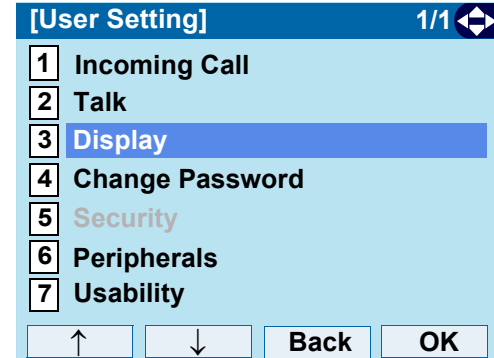 [User Setting] 1/1
1 Incoming Call
2 Talk
3 Display
4 Change Password
5 Security
6 Peripherals
7 Usability
↑ ↓ Back OK